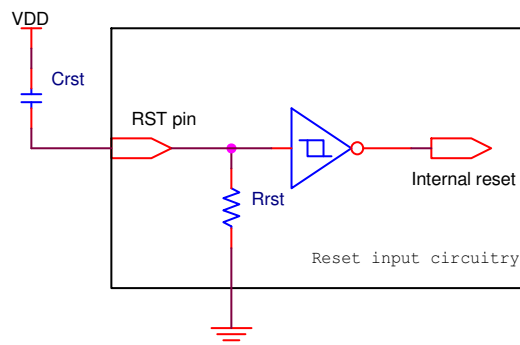 VDD
Crst
RST pin
Rrst
Internal reset
Reset input circuitry